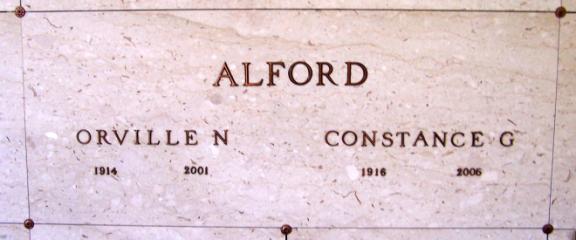 ALFORD
ORVILLE N CONSTANCE G
1914 2001 1916 2006